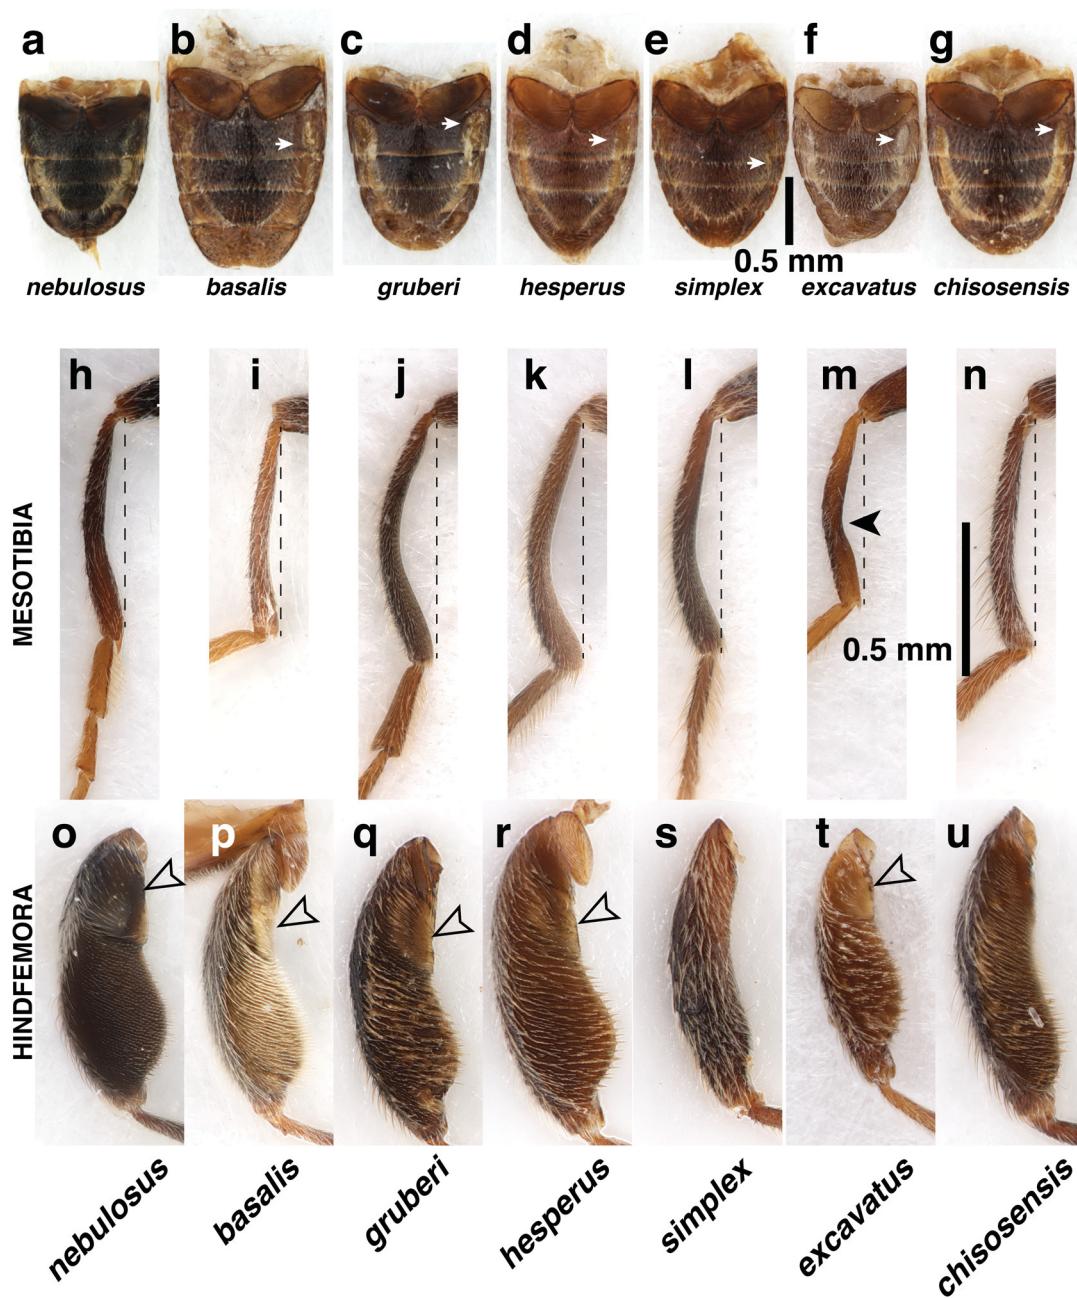 a b c d e f g
0.5 mm
nebulosus basalis gruberi hesperus simplex excavatus chisosensis
h i j k l m n
MESOTIBIA
0.5 mm
o p q r s t u
HINDFEMORA
nebulosus basalis gruberi hesperus simplex excavatus chisosensis